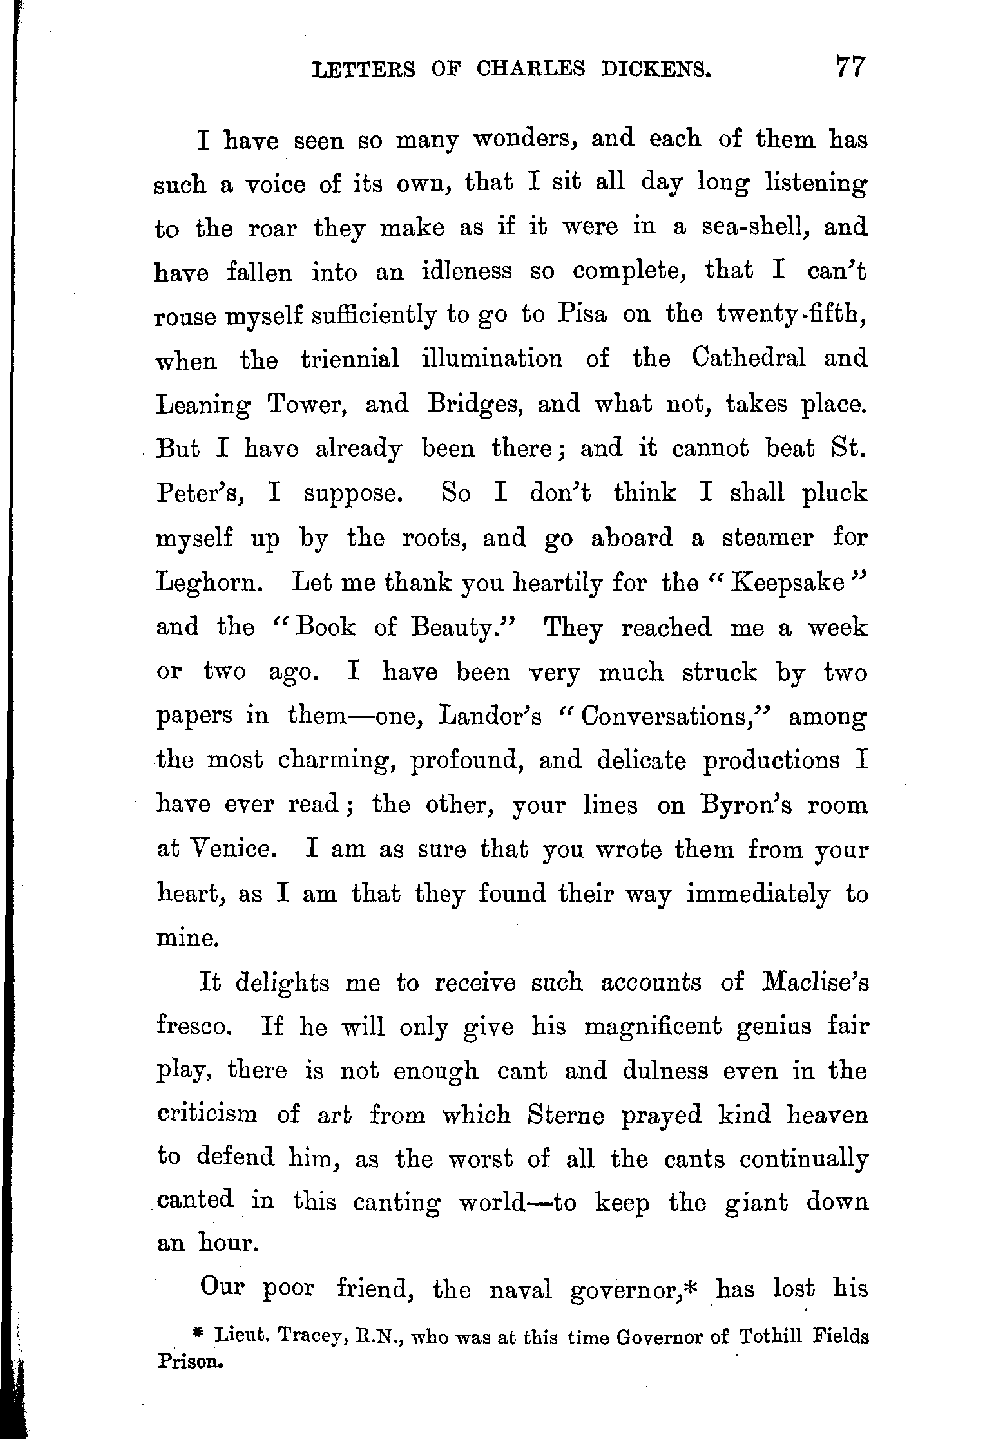 LETTERS OF CHARLES DICKENS. 77
I have seen so many wonders, and each of them has
such a voice of its own, that I sit all day long listening
to the roar they make as if it were in a sea-shell, and
have fallen into an idleness so complete, that I can't
rouse myself sufficiently to go to Pisa on the twenty-fifth,
when the triennial illumination of the Cathedral and
Leaning Tower, and Bridges, and what not, takes place.
But I have already been there; and it cannot beat St.
Peter's, I suppose. So I don't think I shall pluck
myself up by the roots, and go aboard a steamer for
Leghorn. Let me thank you heartily for the "Keepsake"
and the "Book of Beauty." They reached me a week
or two ago. I have been very much struck by two
papers in them—one, Landor's "Conversations," among
the most charming, profound, and delicate productions I
have ever read; the other, your lines on Byron's room
at Venice. I am as sure that you wrote them from your
heart, as I am that they found their way immediately to
mine.
It delights me to receive such accounts of Maclise's
fresco. If he will only give his magnificent genius fair
play, there is not enough cant and dulness even in the
criticism of art from which Sterne prayed kind heaven
to defend him, as the worst of all the cants continually
canted in this canting world—to keep the giant down
an hour.
Our poor friend, the naval governor,* has lost his
* Lieut. Tracey, R.N., who was at this time Governor of Tothill Fields
Prison.